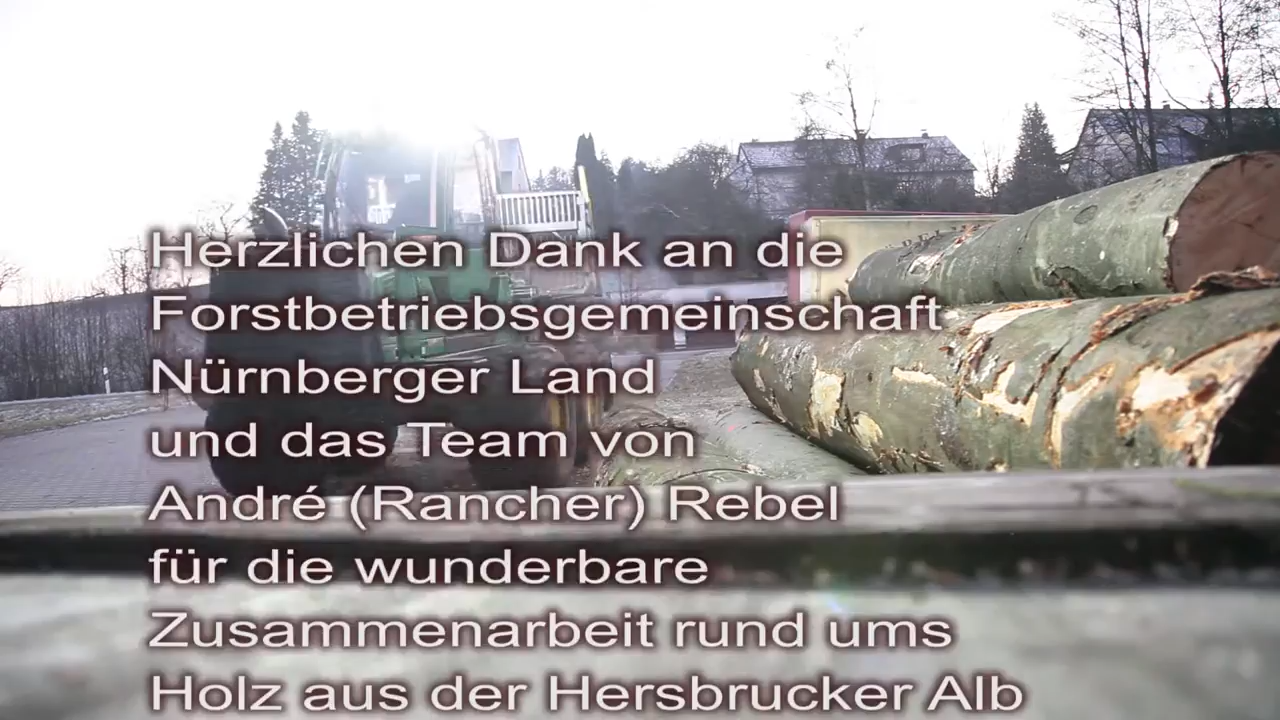 Herzlichen Dank an die
Forstbetriebsgemeinschaft
Nürnberger Land
und das Team von
André (Rancher) Rebel
für die wunderbare
Zusammenarbeit rund ums
Holz aus der Hersbrucker Alb